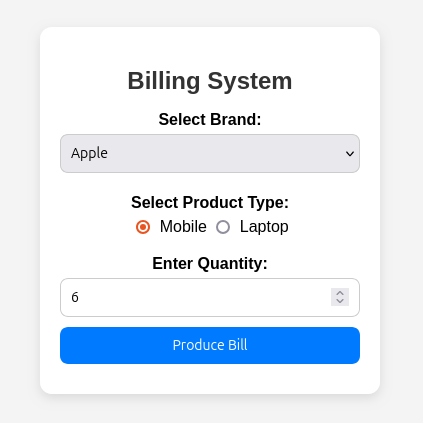 Billing System
Select Brand:
Apple
Select Product Type:
Mobile Laptop
Enter Quantity:
6
Produce Bill